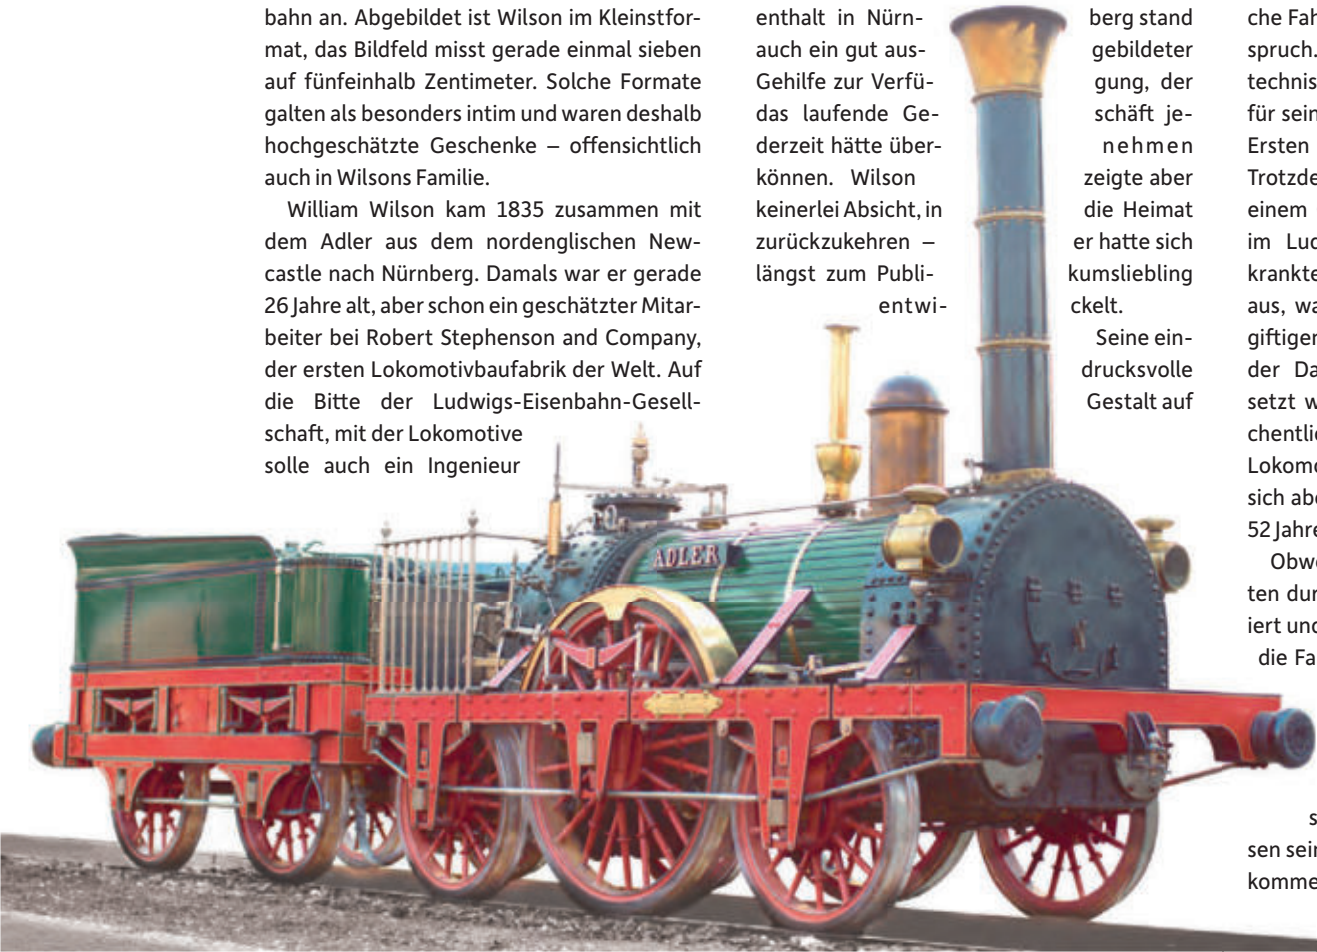 bahn an. Abgebildet ist Wilson im Kleinstfor-
mat, das Bildfeld misst gerade einmal sieben
auf fünfeinhalb Zentimeter. Solche Formate
galten als besonders intim und waren deshalb
hochgeschätzte Geschenke – offensichtlich
auch in Wilsons Familie.
William Wilson kam 1835 zusammen mit
dem Adler aus dem nordenglischen New-
castle nach Nürnberg. Damals war er gerade
26 Jahre alt, aber schon ein geschätzter Mitar-
beiter bei Robert Stephenson and Company,
der ersten Lokomotivbaufabrik der Welt. Auf
die Bitte der Ludwigs-Eisenbahn-Gesell-
schaft, mit der Lokomotive
solle auch ein Ingenieur
enthalt in Nürn- berg stand
auch ein gut aus- gebildeter
Gehilfe zur Verfü- gung, der
das laufende Ge- schäft je-
derzeit hätte über- nehmen
können. Wilson zeigte aber
keinerlei Absicht, in die Heimat
zurückzukehren – er hatte sich
längst zum Publi- kumsliebling
entwi- ckelt.
Seine ein-
drucksvolle
Gestalt auf
che
spruch.
technis
für sein
Ersten
Trotzde
einem
im
krankte
aus,
giftiger
der Da
setzt
Lokomo
sich abe
52 Jahre
Obwo
ten dur
iert und
die Fa
s
sen sein
komme
ADLER